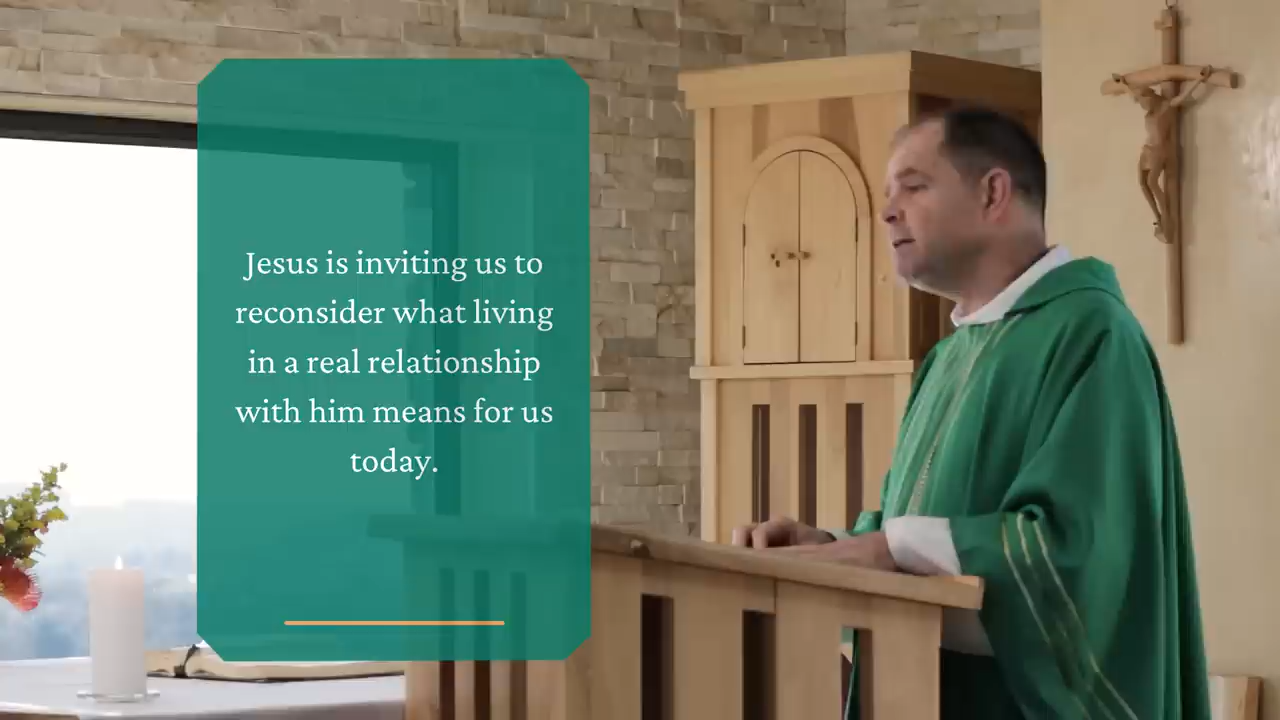 Jesus is inviting us to
reconsider what living
in a real relationship
with him means for us
today.